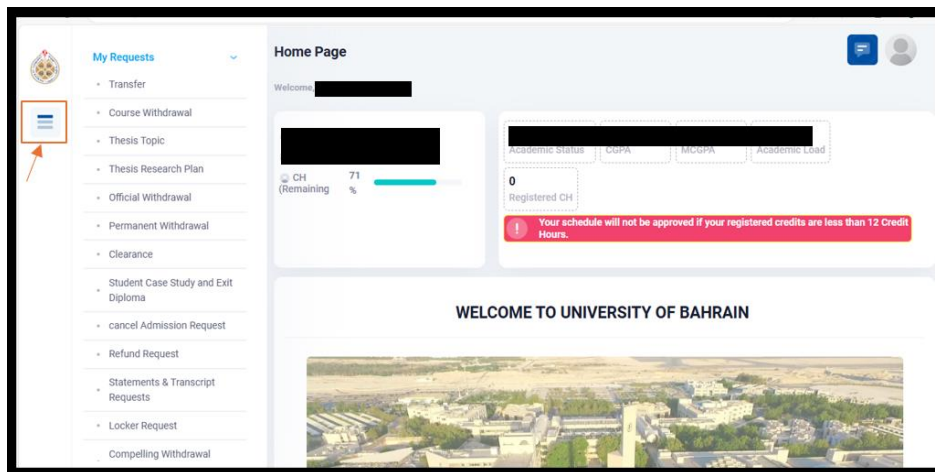 My Requests
Transfer
Course Withdrawal
Thesis Topic
Thesis Research Plan
Official Withdrawal
Permanent Withdrawal
Clearance
Student Case Study and Exit
Diploma
cancel Admission Request
Refund Request
Statements & Transcript
Requests
Locker Request
Compelling Withdrawal
Home Page
Welcome,
CH
(Remaining
71
%
Academic Status
CGPA
MCGPA
Academic Load
0
Registered CH
Your schedule will not be approved if your registered credits are less than 12 Credit
Hours.
WELCOME TO UNIVERSITY OF BAHRAIN